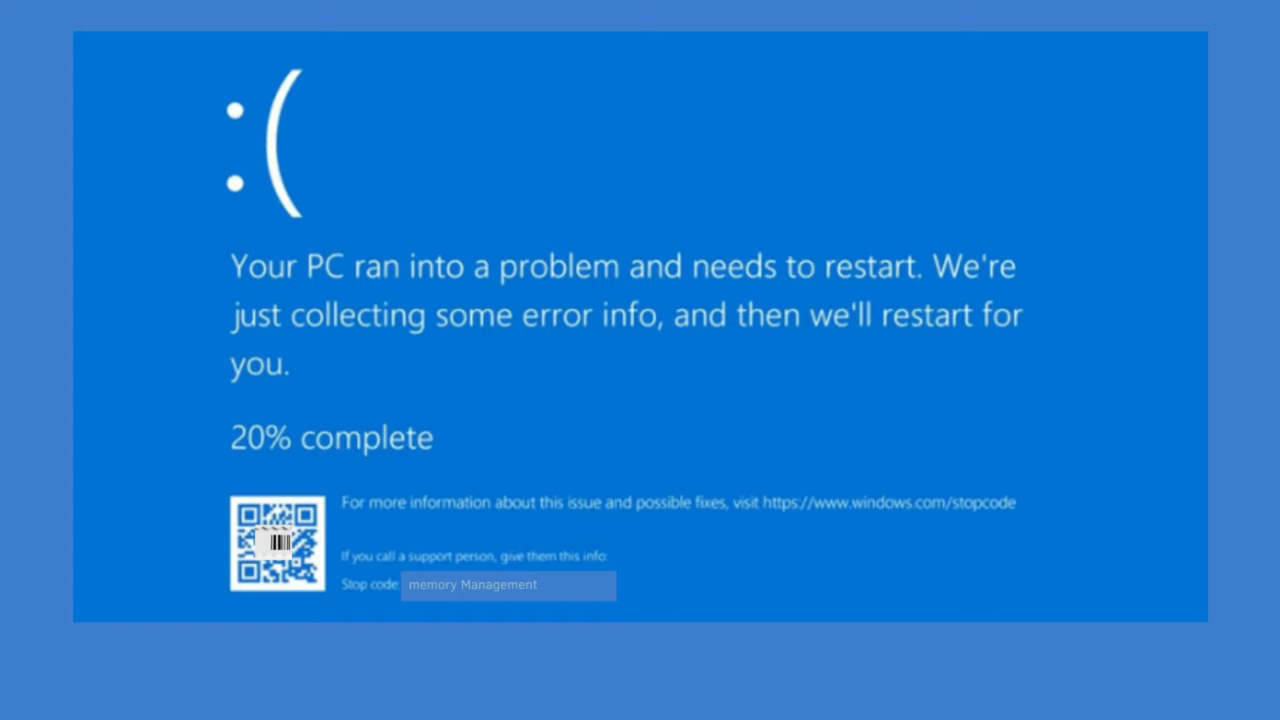 :(
Your PC ran into a problem and needs to restart. We're
just collecting some error info, and then we'll restart for
you.
20% complete
For more information about this issue and possible fixes, visit https://www.windows.com/stopcode
If you call a support person, give them this info:
Stop code: memory Management